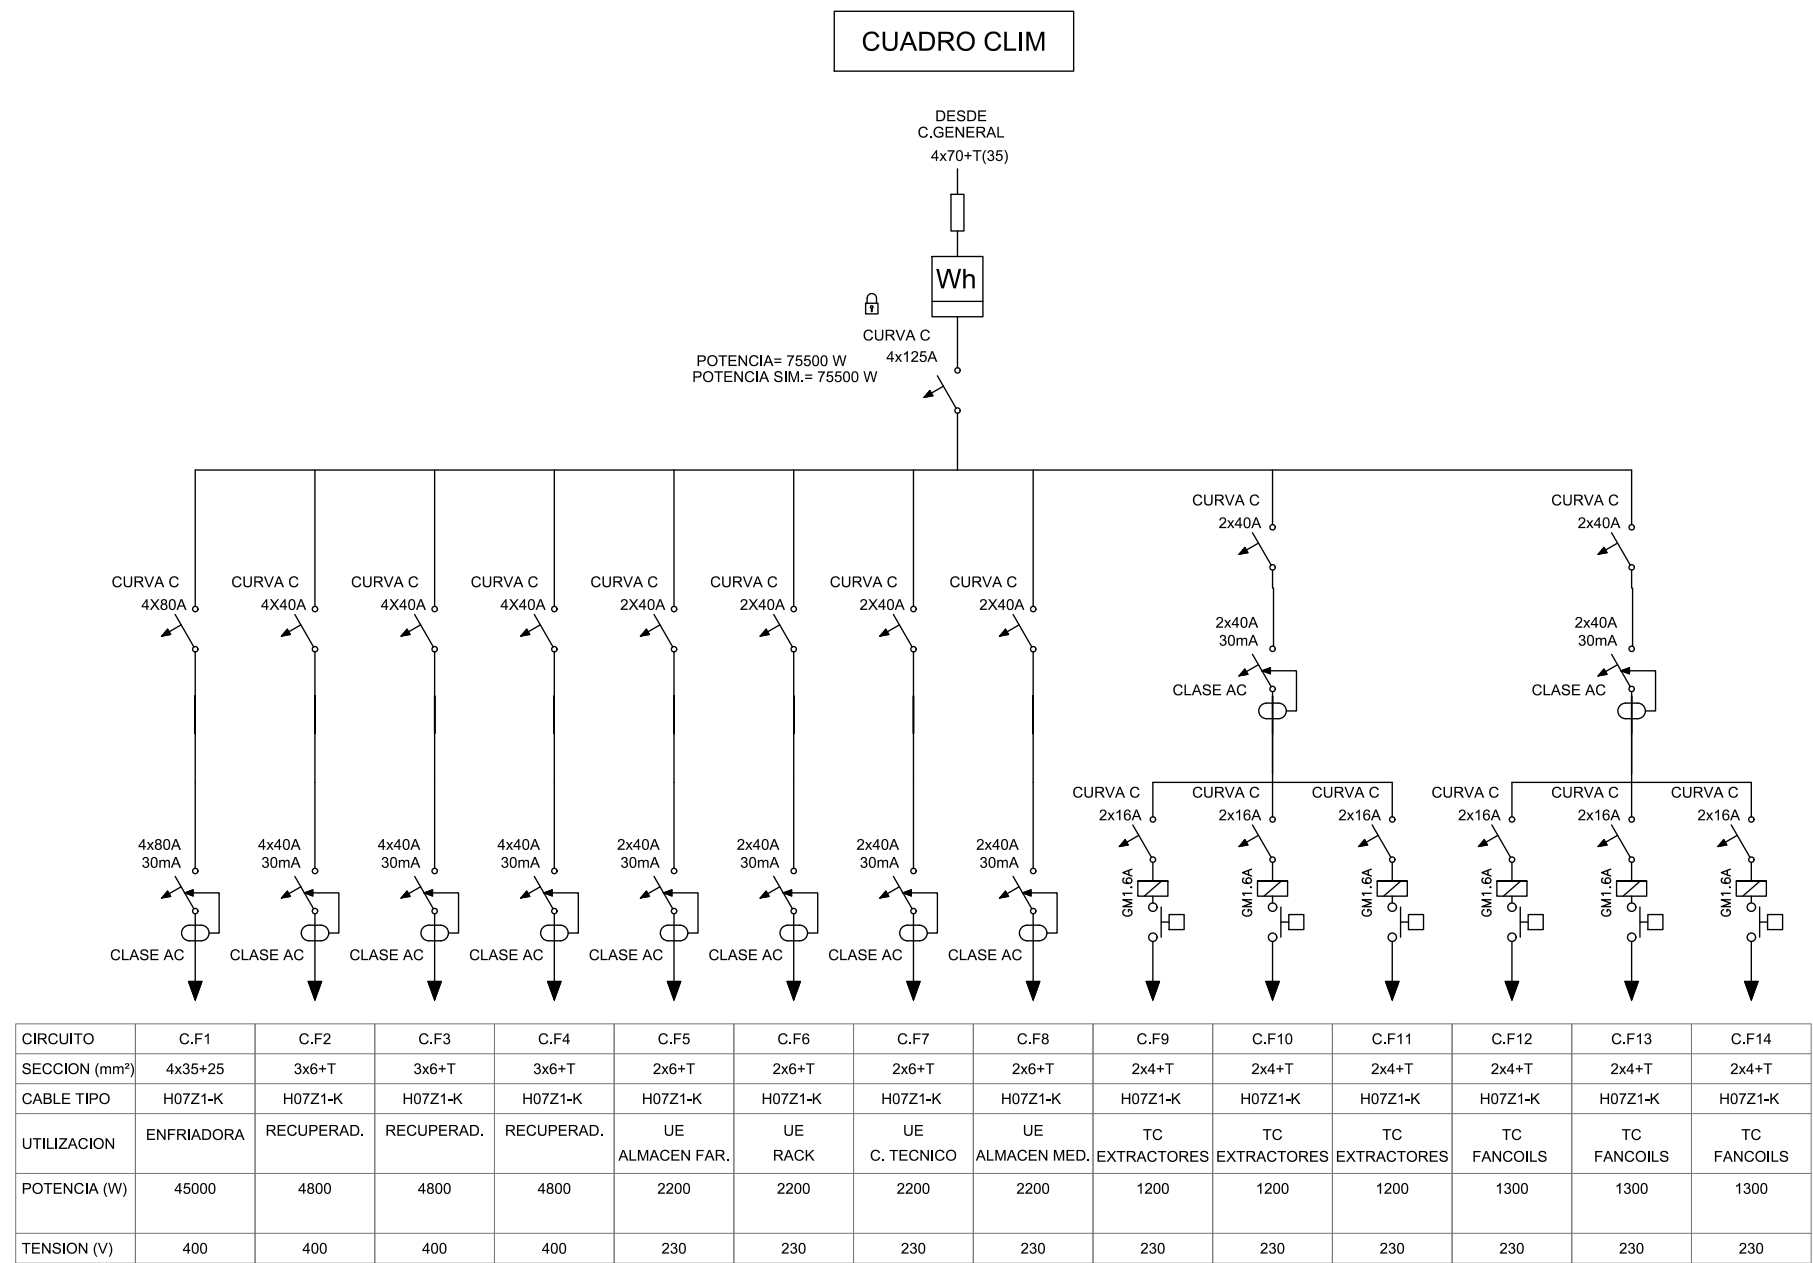 CUADRO CLIM
DESDE
C.GENERAL
4x70+T(35)
Wh
CURVA C
4x125A
POTENCIA= 75500 W
POTENCIA SIM.= 75500 W
CURVA C CURVA C
2x40A 2x40A
CURVA C CURVA C CURVA C CURVA C CURVA C CURVA C CURVA C CURVA C
4X80A 4X40A 4X40A 4X40A 2X40A 2X40A 2X40A 2X40A
2x40A 2x40A
30mA 30mA
CLASE AC CLASE AC
CURVA C CURVA C CURVA C CURVA C CURVA C CURVA C
2x16A 2x16A 2x16A 2x16A 2x16A 2x16A
4x80A 4x40A 4x40A 4x40A 2x40A 2x40A 2x40A 2x40A
30mA 30mA 30mA 30mA 30mA 30mA 30mA 30mA
GM1.6A GM1.6A GM1.6A GM1.6A GM1.6A GM1.6A
CLASE AC CLASE AC CLASE AC CLASE AC CLASE AC CLASE AC CLASE AC CLASE AC
CIRCUITO C.F1 C.F2 C.F3 C.F4 C.F5 C.F6 C.F7 C.F8 C.F9 C.F10 C.F11 C.F12 C.F13 C.F14
SECCION (mm²) 4x35+25 3x6+T 3x6+T 3x6+T 2x6+T 2x6+T 2x6+T 2x6+T 2x4+T 2x4+T 2x4+T 2x4+T 2x4+T 2x4+T
CABLE TIPO H07Z1-K H07Z1-K H07Z1-K H07Z1-K H07Z1-K H07Z1-K H07Z1-K H07Z1-K H07Z1-K H07Z1-K H07Z1-K H07Z1-K H07Z1-K H07Z1-K
UTILIZACION ENFRIADORA RECUPERAD. RECUPERAD. RECUPERAD. UE UE UE UE TC TC TC TC TC TC
ALMACEN FAR. RACK C. TECNICO ALMACEN MED. EXTRACTORES EXTRACTORES EXTRACTORES FANCOILS FANCOILS FANCOILS
POTENCIA (W) 45000 4800 4800 4800 2200 2200 2200 2200 1200 1200 1200 1300 1300 1300
TENSION (V) 400 400 400 400 230 230 230 230 230 230 230 230 230 230